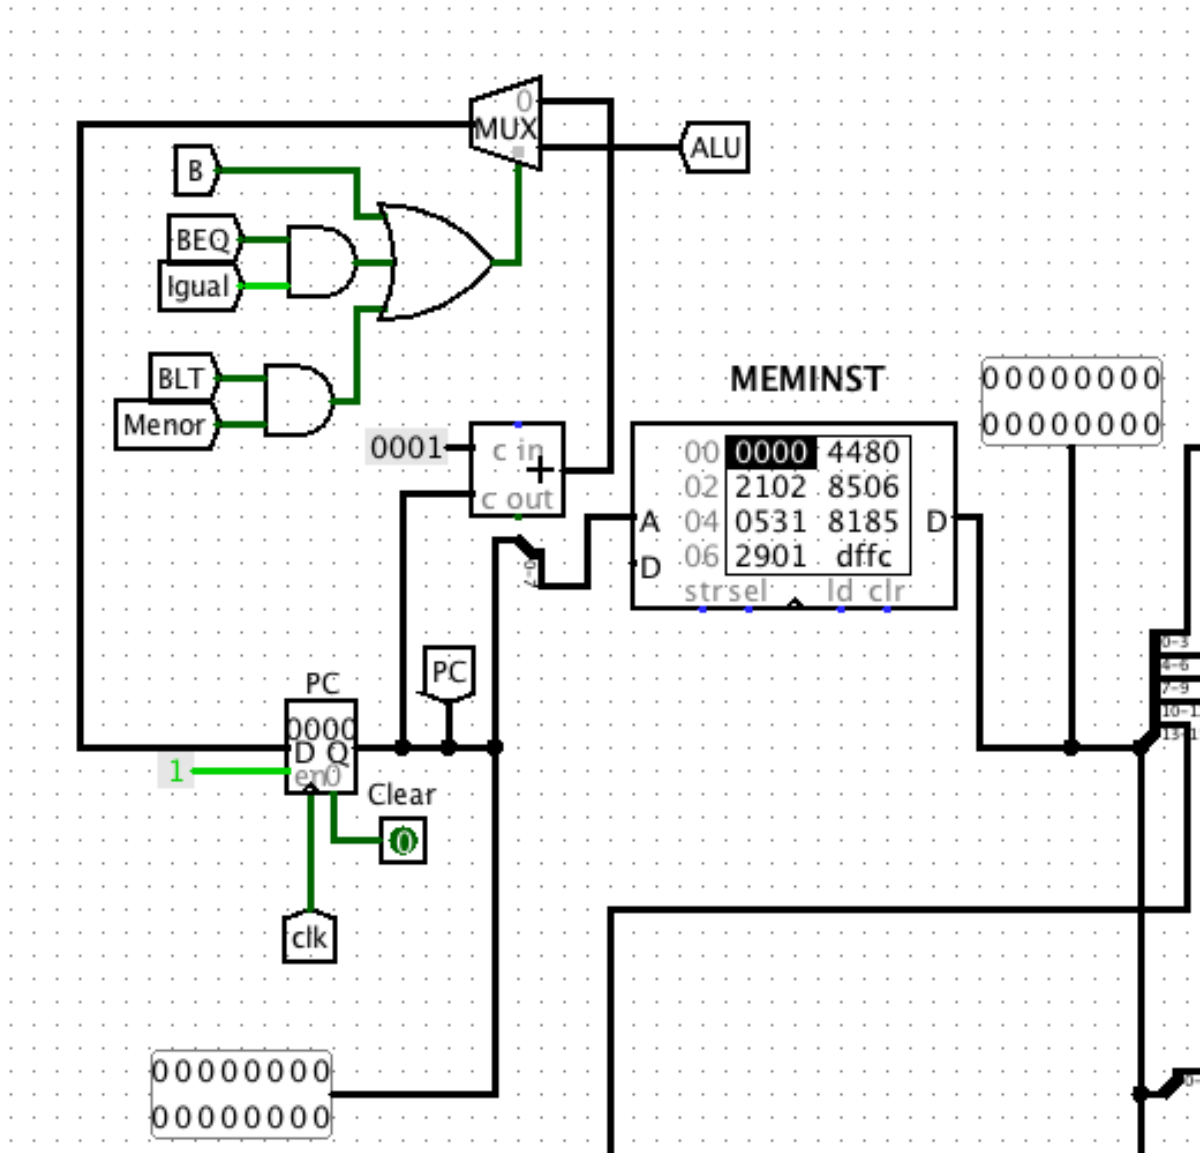 0
MUX
ALU
B
BEQ
Igual
BLT
Menor
MEMINST
00000000
00000000
0001
c in
+
c out
00 0000 4480
02 2102 8506
04 0531 8185
06 2901 dffc
A
D
D
str sel ld clr
0-7
PC
PC
0000
D Q
en 0
1
Clear
0
clk
0-3
4-6
7-9
00000000
00000000